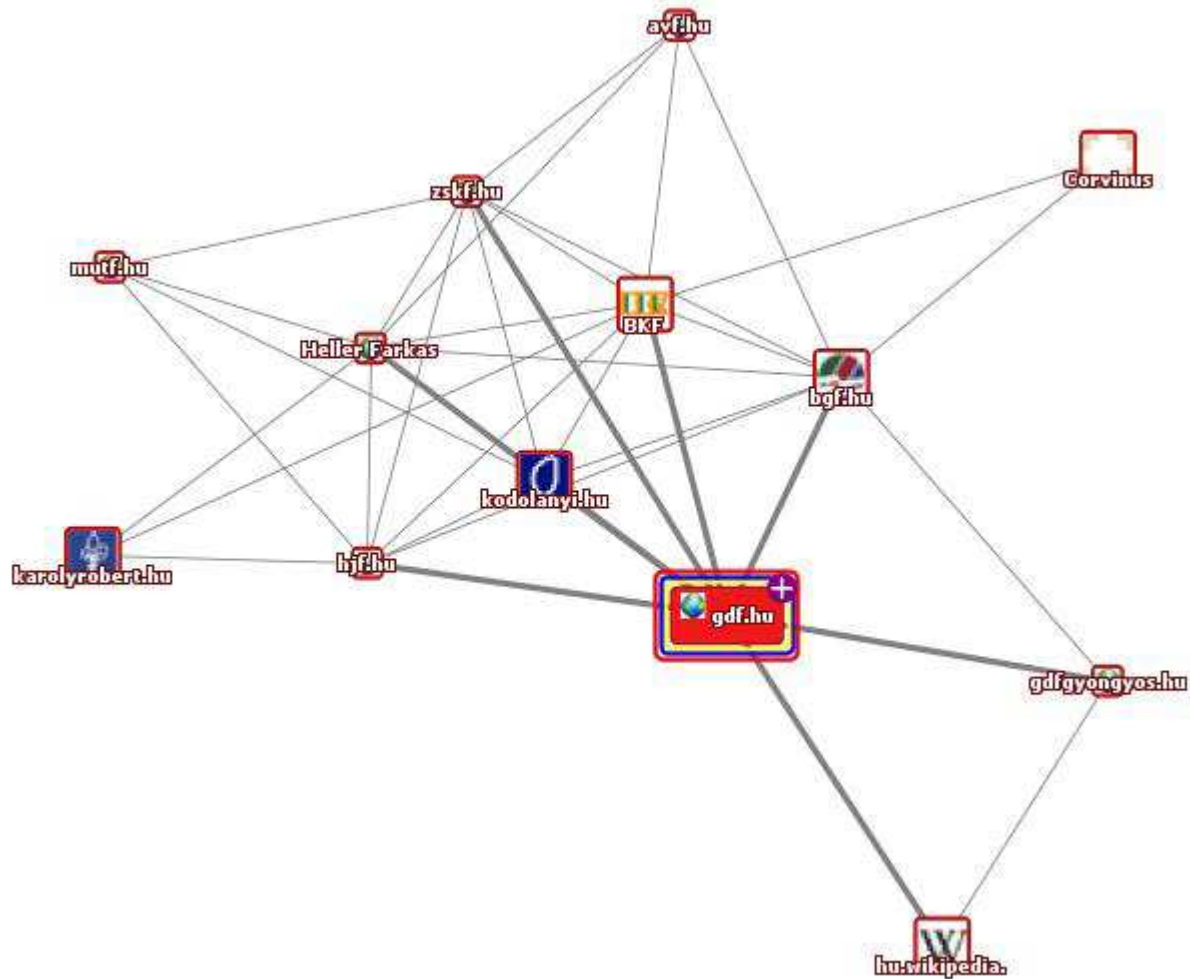 avf.hu
Corvinus
zskf.hu
mutf.hu
BKF
Heller Farkas
bgf.hu
kodolanyi.hu
karolyrobert.hu
hjf.hu
gdf.hu
gdfgyongyos.hu
W
hu.wikipedia.